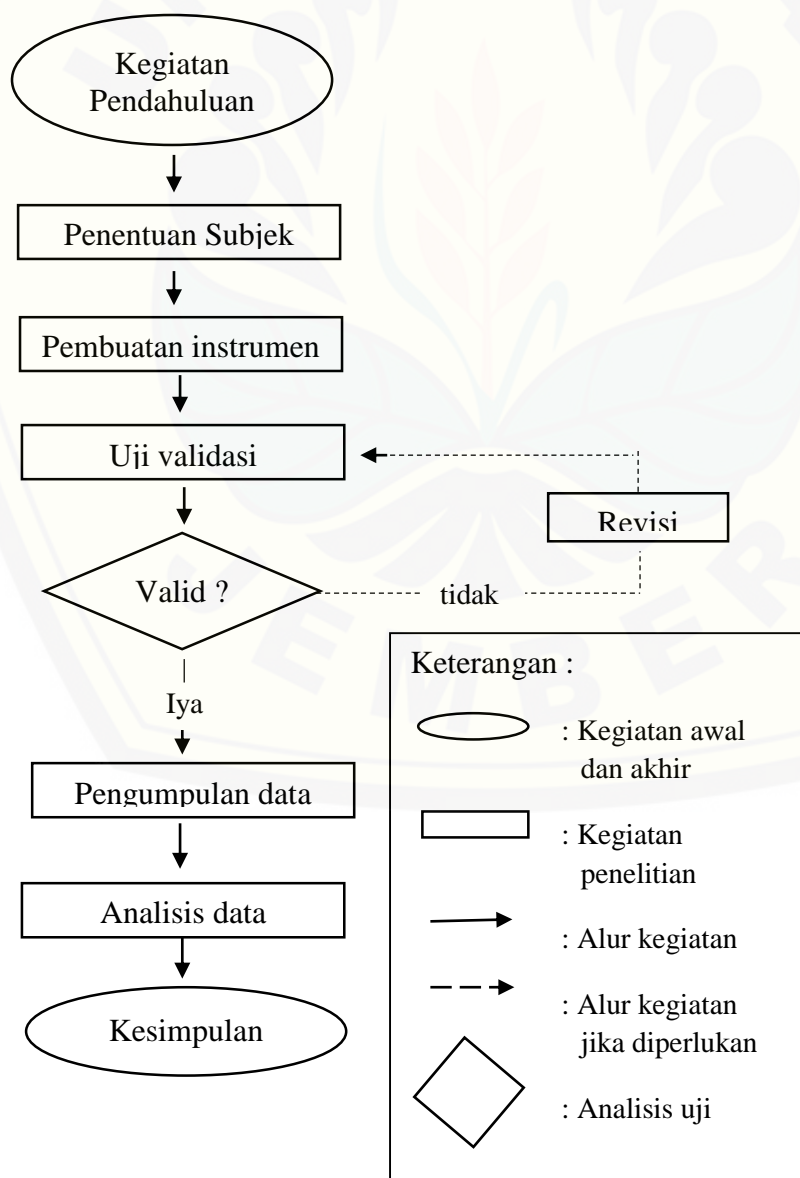 Kegiatan
Pendahuluan
Penentuan Subjek
Pembuatan instrumen
Uji validasi
Revisi
Valid ?
tidak
Iya
Pengumpulan data
Analisis data
Kesimpulan
Keterangan :
: Kegiatan awal
dan akhir
: Kegiatan
penelitian
: Alur kegiatan
: Alur kegiatan
jika diperlukan
: Analisis uji
JEMBER